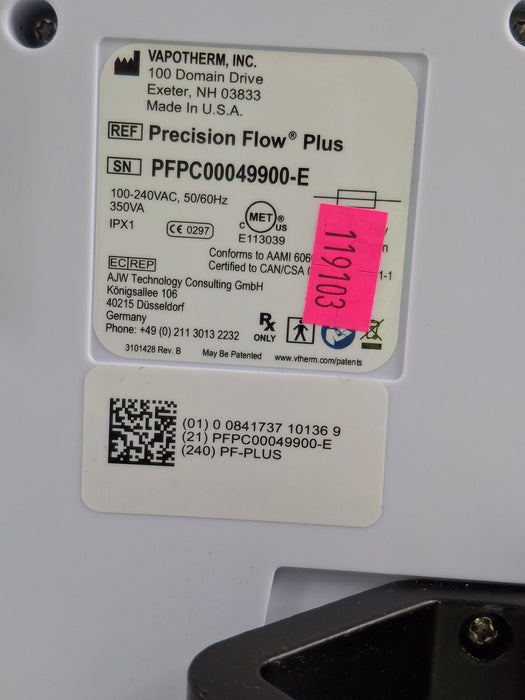 VAPOTHERM, INC.
100 Domain Drive
Exeter, NH 03833
Made In U.S.A.
REF Precision Flow® Plus
SN PFPC00049900-E
100-240VAC, 50/60Hz
350VA
IPX1
CE 0297
C MET ® US
E113039
Conforms to AAMI
Certified to CAN/CSA
1-1
119103
EC REP
AJW Technology Consulting GmbH
Königsallee 106
40215 Düsseldorf
Germany
Phone: +49 (0) 211 3013 2232
Rx ONLY
3101428 Rev. B
May Be Patented
www.vtherm.com/patents
(01) 0 0841737 10136 9
(21) PFPC00049900-E
(240) PF-PLUS